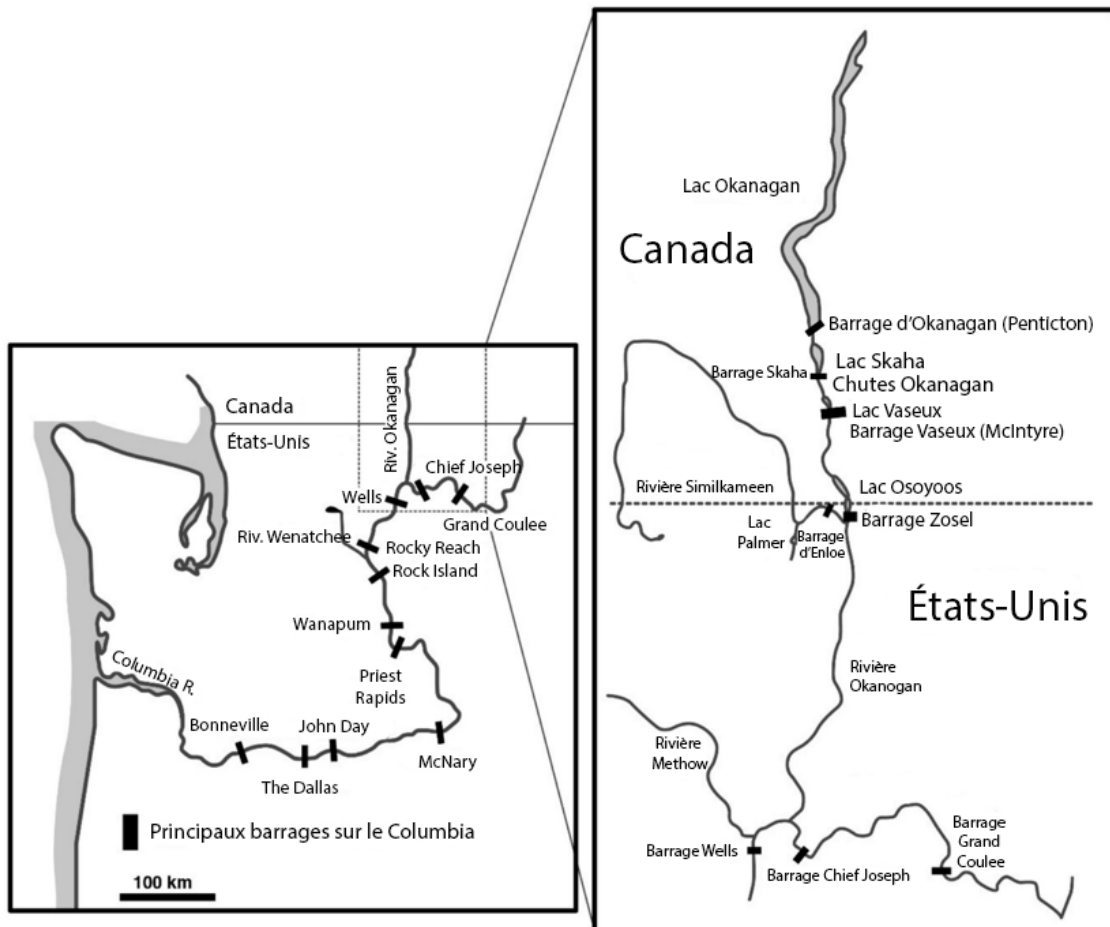 Canada
États-Unis
Riv. Okanagan
Chief Joseph
Wells
Grand Coulee
Riv. Wenatchee
Rocky Reach
Rock Island
Wanapum
Priest
Rapids
Columbia R.
Bonneville
John Day
McNary
The Dallas
Principaux barrages sur le Columbia
100 km
Lac Okanagan
Canada
Barrage d'Okanagan (Penticton)
Lac Skaha
Barrage Skaha
Chutes Okanagan
Lac Vaseux
Barrage Vaseux (McIntyre)
Rivière Similkameen
Lac Osoyoos
Lac
Palmer
Barrage
d'Enloe
Barrage Zosel
États-Unis
Rivière
Okanogan
Rivière
Methow
Barrage Wells
Barrage Chief Joseph
Barrage
Grand
Coulee